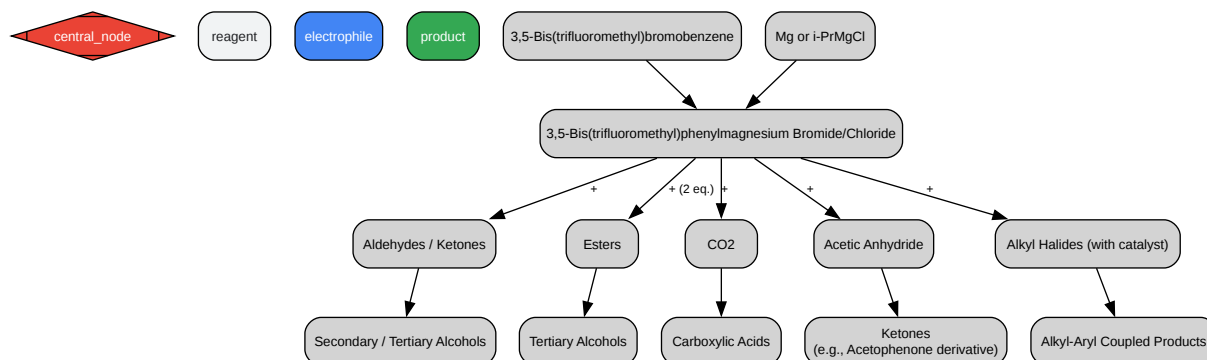 central_node
reagent
electrophile
product
3,5-Bis(trifluoromethyl)bromobenzene
Mg or i-PrMgCl
3,5-Bis(trifluoromethyl)phenylmagnesium Bromide/Chloride
+
+ (2 eq.)
+
+
+
Aldehydes / Ketones
Esters
CO2
Acetic Anhydride
Alkyl Halides (with catalyst)
Secondary / Tertiary Alcohols
Tertiary Alcohols
Carboxylic Acids
Ketones
(e.g., Acetophenone derivative)
Alkyl-Aryl Coupled Products